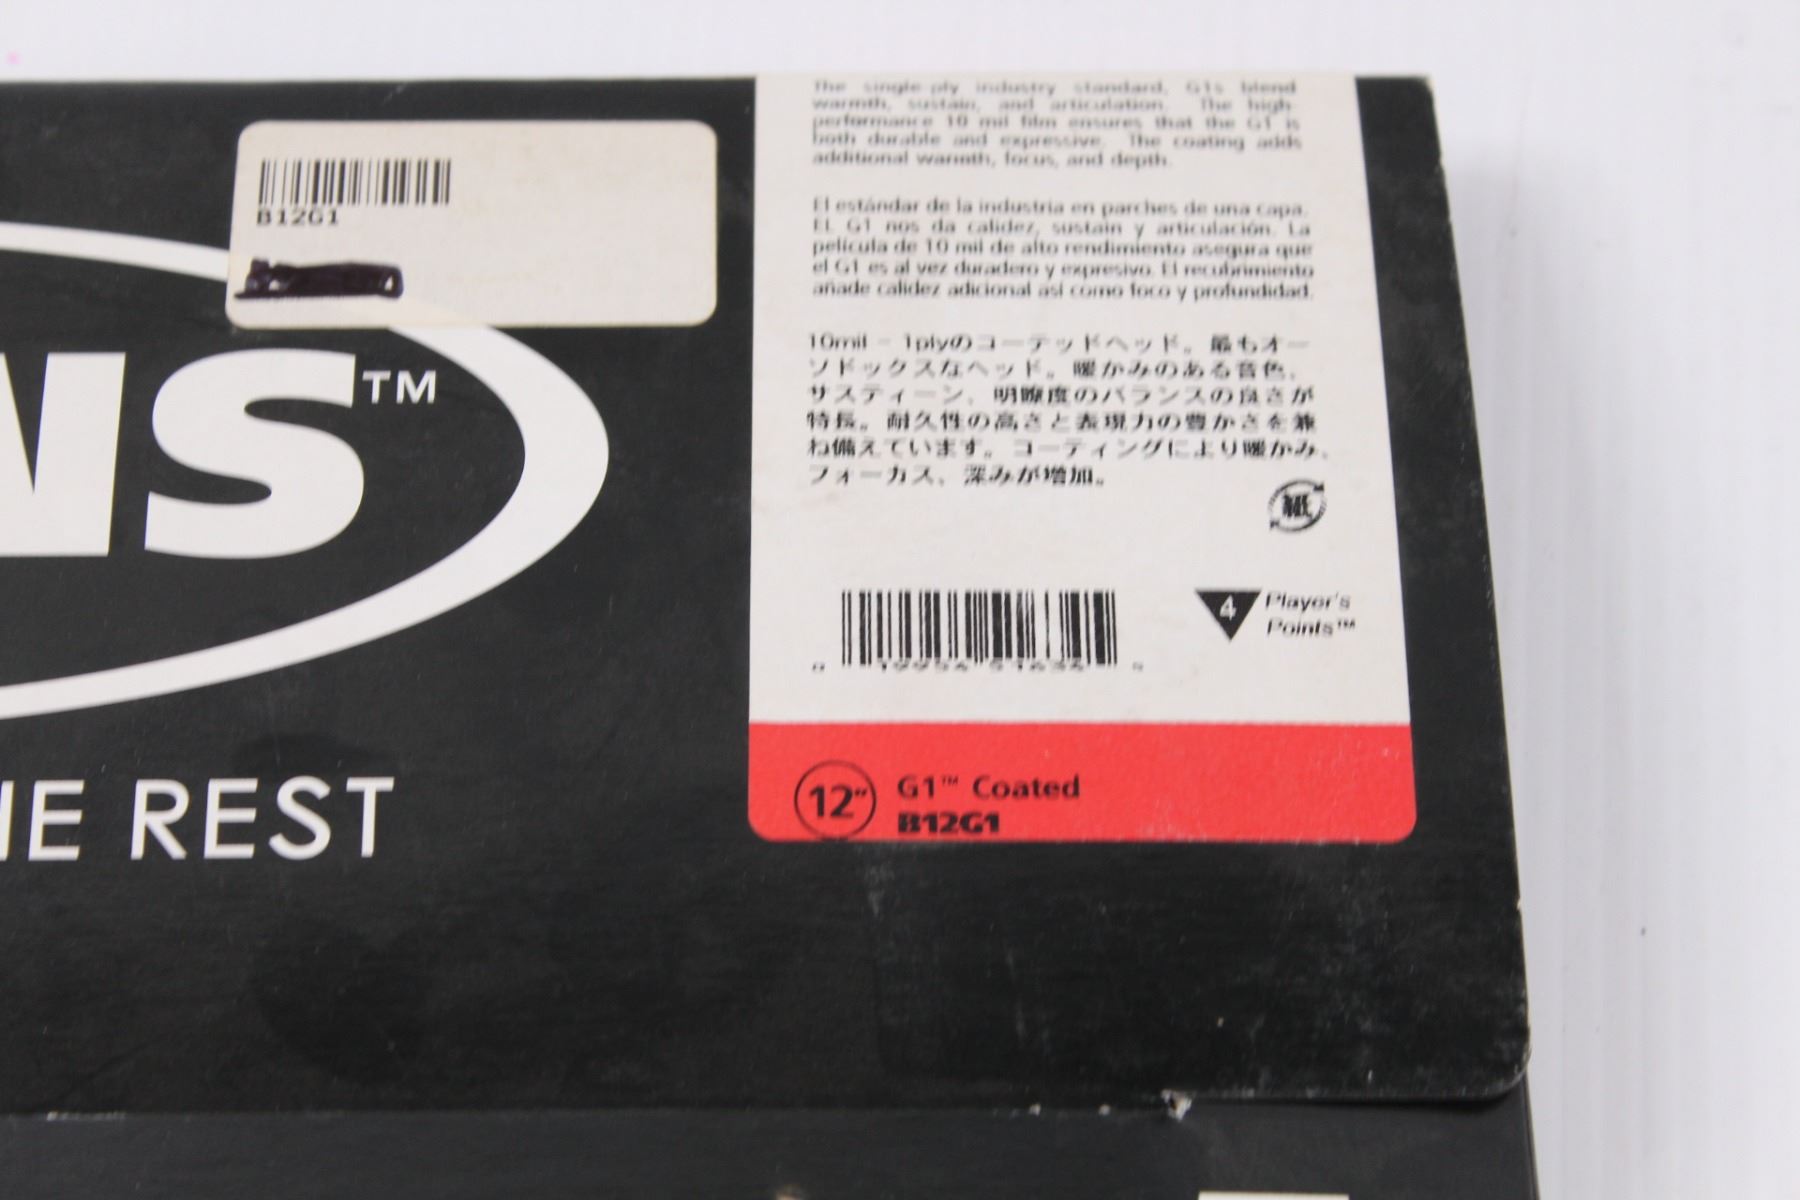 The single-ply industry standard, G1s blend
warmth, sustain, and articulation. The high-
performance 10 mil film ensures that the G1 is
both durable and expressive. The coating adds
additional warmth, focus, and depth.
El estándar de la industria en parches de una capa.
EL G1 nos da calidez, sustain y articulación. La
película de 10 mil de alto rendimiento asegura que
el G1 es al vez duradero y expresivo. El recubrimiento
añade calidez adicional asi como foco y profundidad.
10mil - 1plyのコーテッドヘッド。最もオー
ソドックスなヘッド。暖かみのある音色、
サスティーン、明瞭度のバランスの良さが
特長。耐久性の高さと表現力の豊かさを兼
ね備えています。コーティングにより暖かみ、
フォーカス、深みが増加。
紙
4 Player's
Points™
12" G1™ Coated
B12G1
B12G1
NS™
HE REST